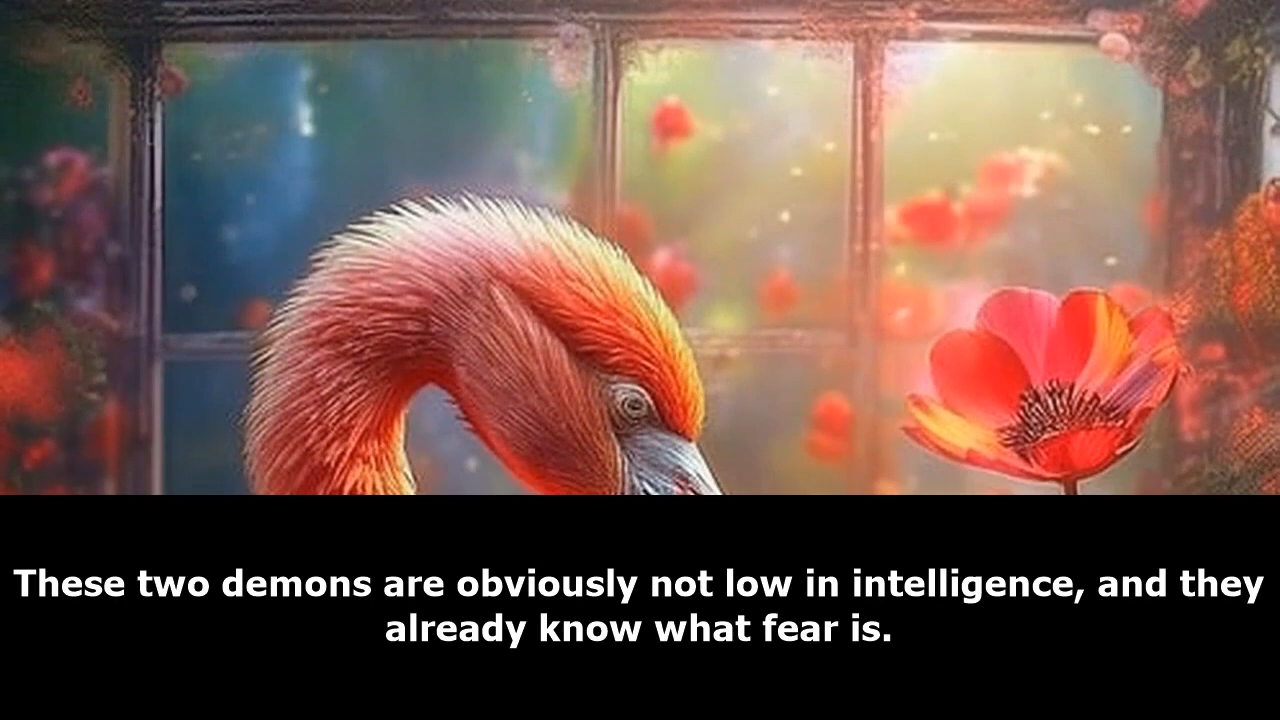 These two demons are obviously not low in intelligence, and they
already know what fear is.